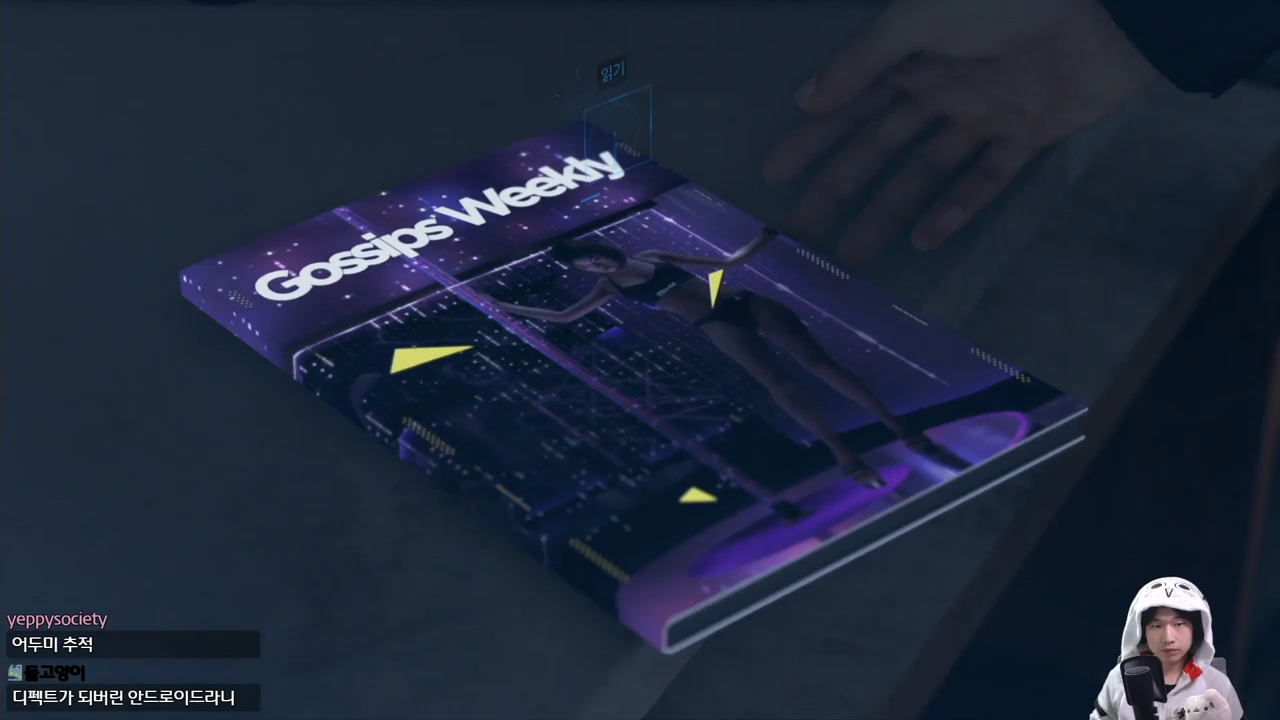 읽기
Gossips Weekly
yeppysociety
어두미 추적
돌고양이
디펙트가 되버린 안드로이드라니